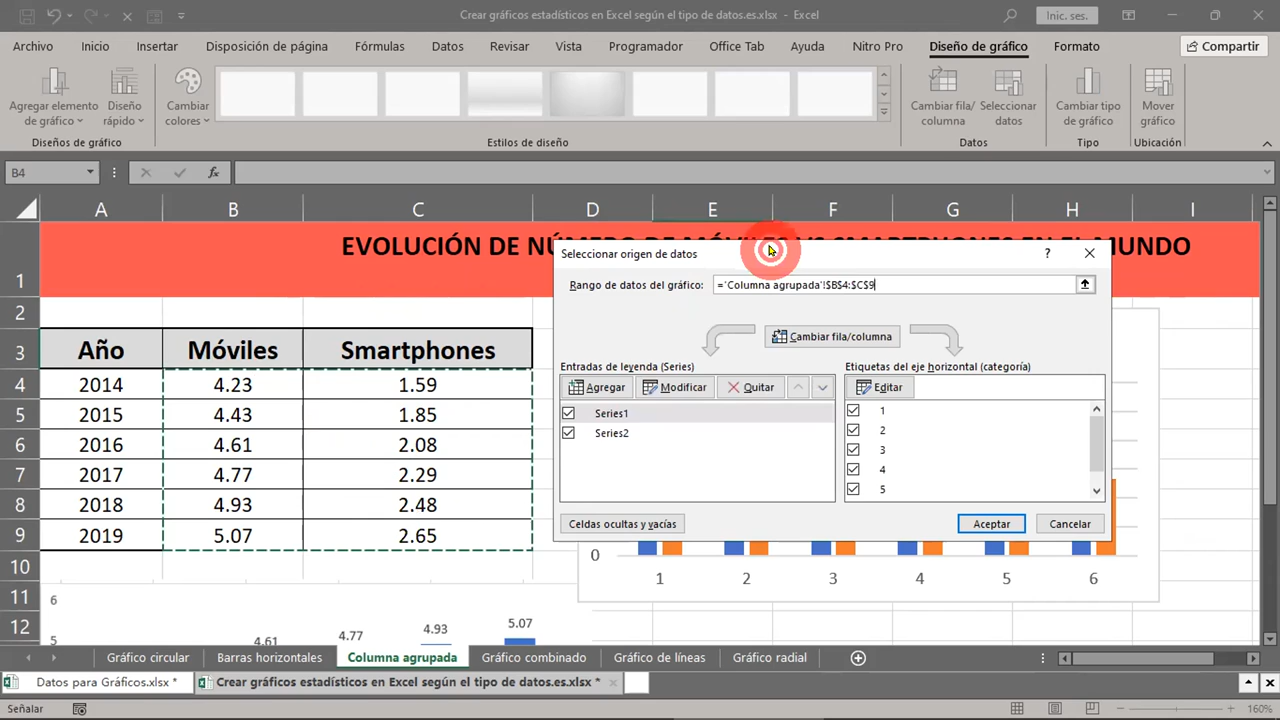 Crear gráficos estadísticos en Excel según el tipo de datos.es.xlsx - Excel
Inic. ses.
Archivo Inicio Insertar Disposición de página Fórmulas Datos Revisar Vista Programador Office Tab Ayuda Nitro Pro Diseño de gráfico Formato Compartir
Agregar elemento de gráfico
Diseño rápido
Cambiar colores
Cambiar fila/ columna
Seleccionar datos
Cambiar tipo de gráfico
Mover gráfico
Diseños de gráfico Estilos de diseño Datos Tipo Ubicación
B4 fx
A B C D E F G H I
1 EVOLUCIÓN DE NÚMERO DE MÓVILES VS SMARTPHONES EN EL MUNDO
2
3 Año Móviles Smartphones
4 2014 4.23 1.59
5 2015 4.43 1.85
6 2016 4.61 2.08
7 2017 4.77 2.29
8 2018 4.93 2.48
9 2019 5.07 2.65
10
11
12
Seleccionar origen de datos ?
Rango de datos del gráfico: ='Columna agrupada'!$B$4:$C$9
Cambiar fila/columna
Entradas de leyenda (Series) Etiquetas del eje horizontal (categoría)
Agregar Modificar Quitar Editar
Series1
Series2
1
2
3
4
5
Celdas ocultas y vacías Aceptar Cancelar
0
1 2 3 4 5 6
6
5
4.61 4.77 4.93 5.07
Gráfico circular Barras horizontales Columna agrupada Gráfico combinado Gráfico de líneas Gráfico radial
Datos para Gráficos.xlsx * Crear gráficos estadísticos en Excel según el tipo de datos.es.xlsx *
Señalar 160%